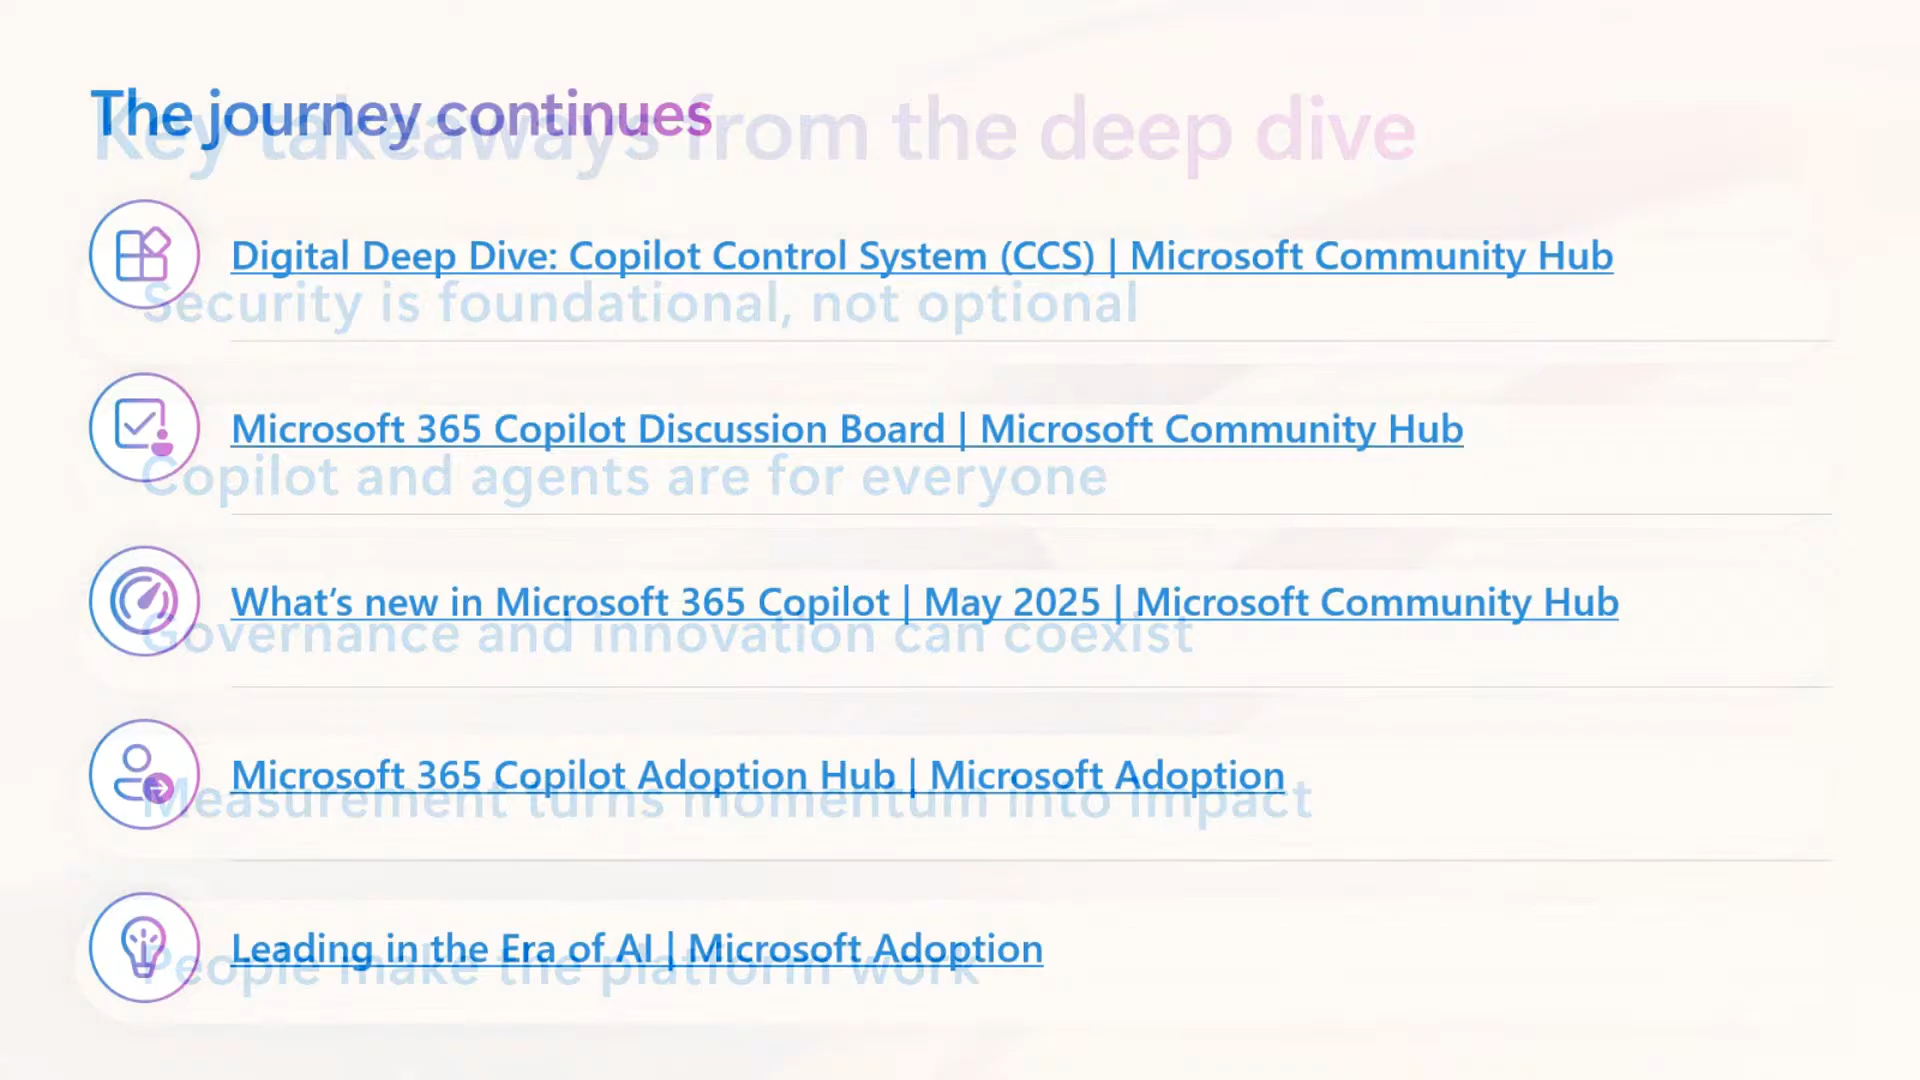 The journey continues
Key takeaways from the deep dive
Digital Deep Dive: Copilot Control System (CCS) | Microsoft Community Hub
Security is foundational, not optional
Microsoft 365 Copilot Discussion Board | Microsoft Community Hub
Copilot and agents are for everyone
What’s new in Microsoft 365 Copilot | May 2025 | Microsoft Community Hub
Governance and innovation can coexist
Microsoft 365 Copilot Adoption Hub | Microsoft Adoption
Measurement turns momentum into impact
Leading in the Era of AI | Microsoft Adoption
People make the platform work